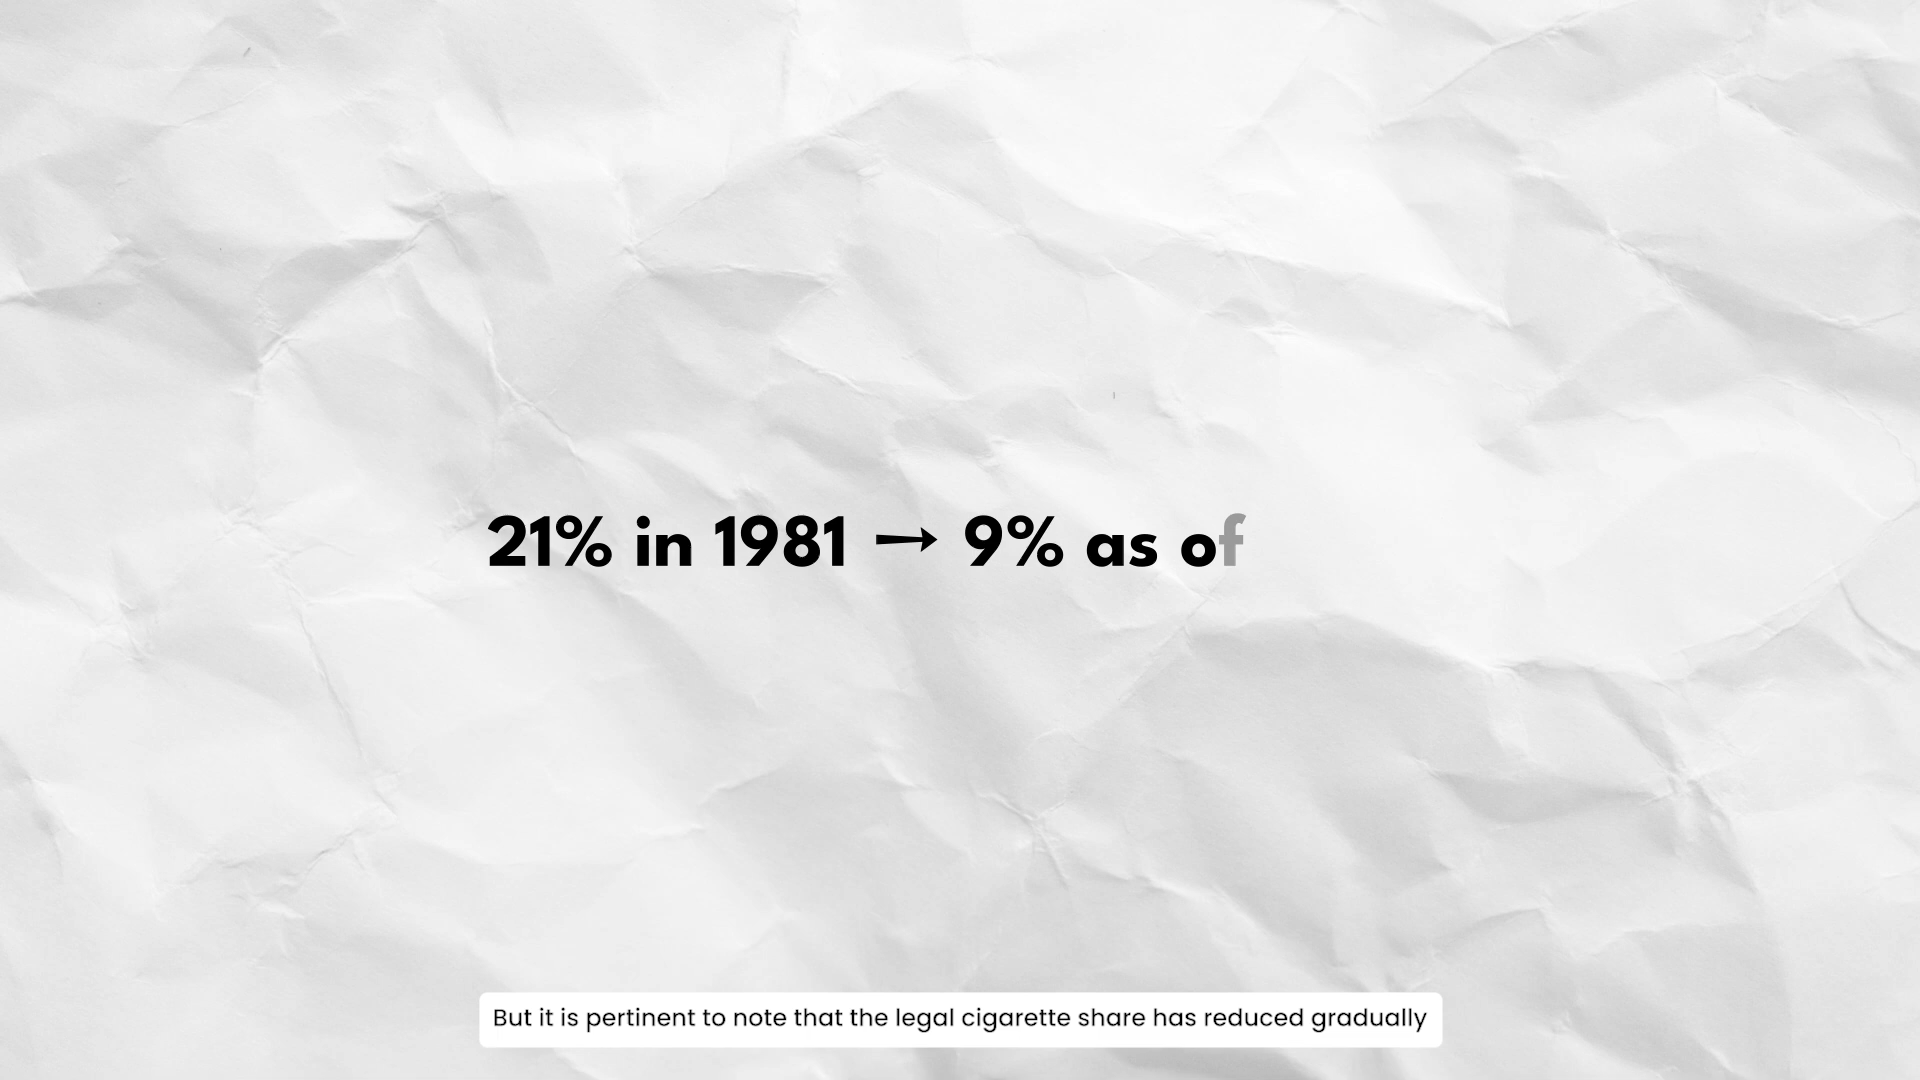 21% in 1981 → 9% as of
But it is pertinent to note that the legal cigarette share has reduced gradually